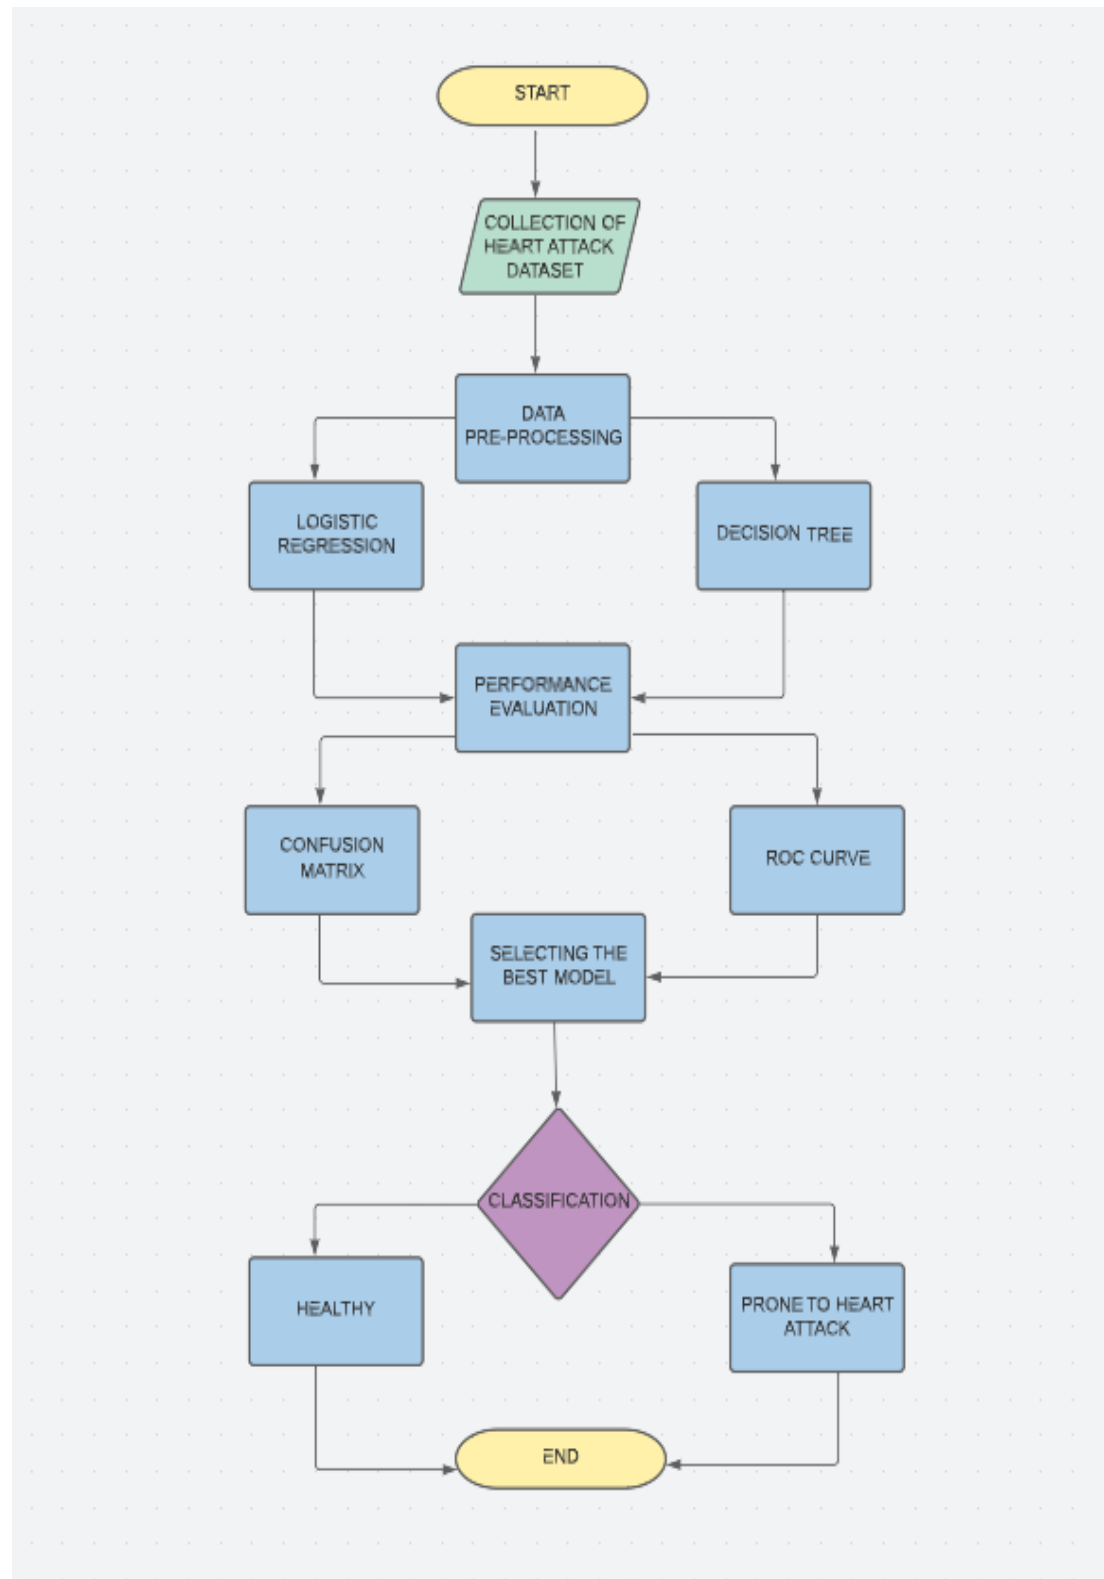 START
COLLECTION OF
HEART ATTACK
DATASET
DATA
PRE-PROCESSING
LOGISTIC
REGRESSION
DECISION TREE
PERFORMANCE
EVALUATION
CONFUSION
MATRIX
ROC CURVE
SELECTING THE
BEST MODEL
CLASSIFICATION
HEALTHY
PRONE TO HEART
ATTACK
END